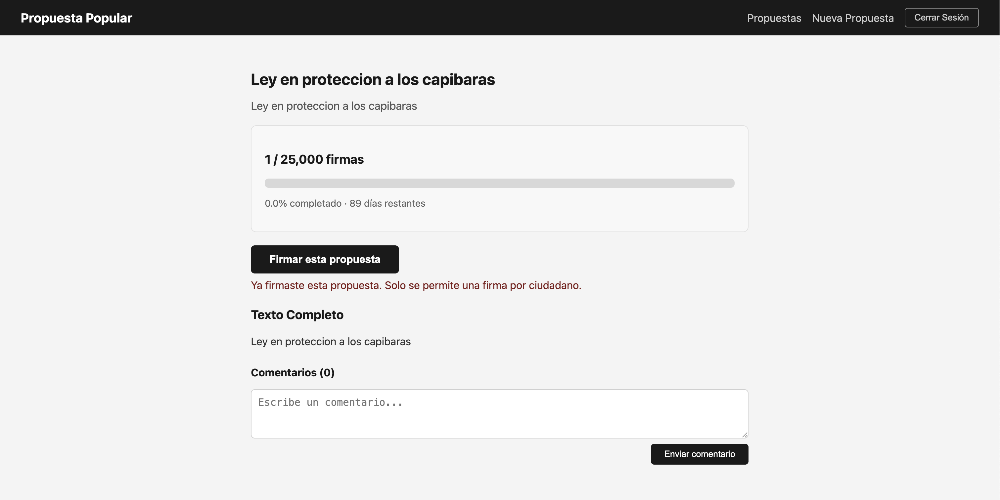 Propuesta Popular
Propuestas
Nueva Propuesta
Cerrar Sesión
Ley en proteccion a los capibaras
Ley en proteccion a los capibaras
1 / 25,000 firmas
0.0% completado · 89 días restantes
Firmar esta propuesta
Ya firmaste esta propuesta. Solo se permite una firma por ciudadano.
Texto Completo
Ley en proteccion a los capibaras
Comentarios (0)
Escribe un comentario...
Enviar comentario